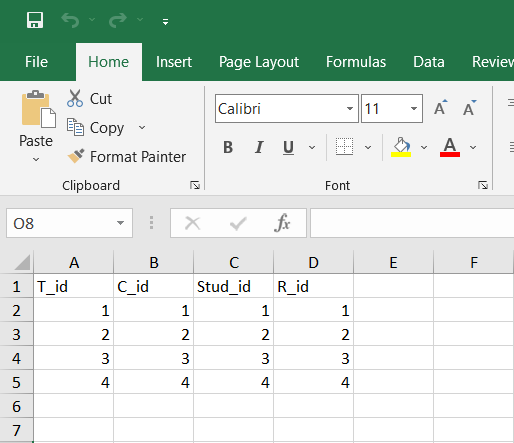 File Home Insert Page Layout Formulas Data Review
Cut
Copy
Format Painter
Paste
Clipboard
Calibri 11 A A
B I U A
Font
O8 fx
A B C D E F
1 T_id C_id Stud_id R_id
2 1 1 1 1
3 2 2 2 2
4 3 3 3 3
5 4 4 4 4
6
7